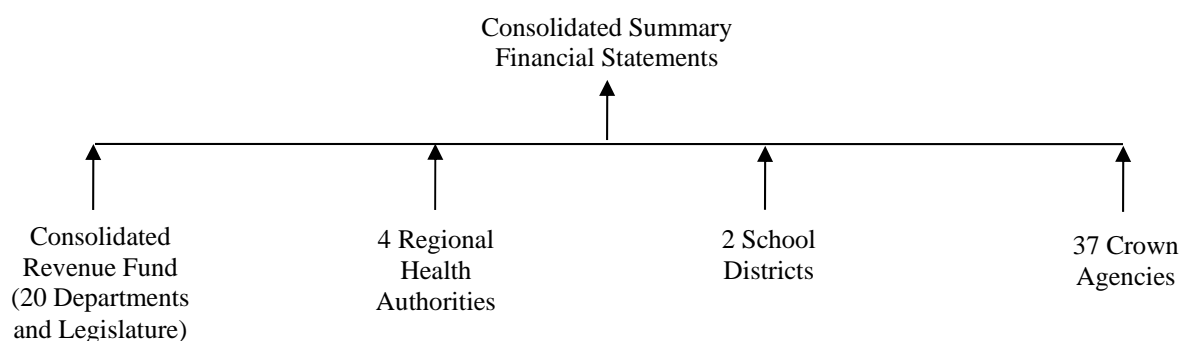 Consolidated Summary
Financial Statements
Consolidated
Revenue Fund
(20 Departments
and Legislature)
4 Regional
Health
Authorities
2 School
Districts
37 Crown
Agencies